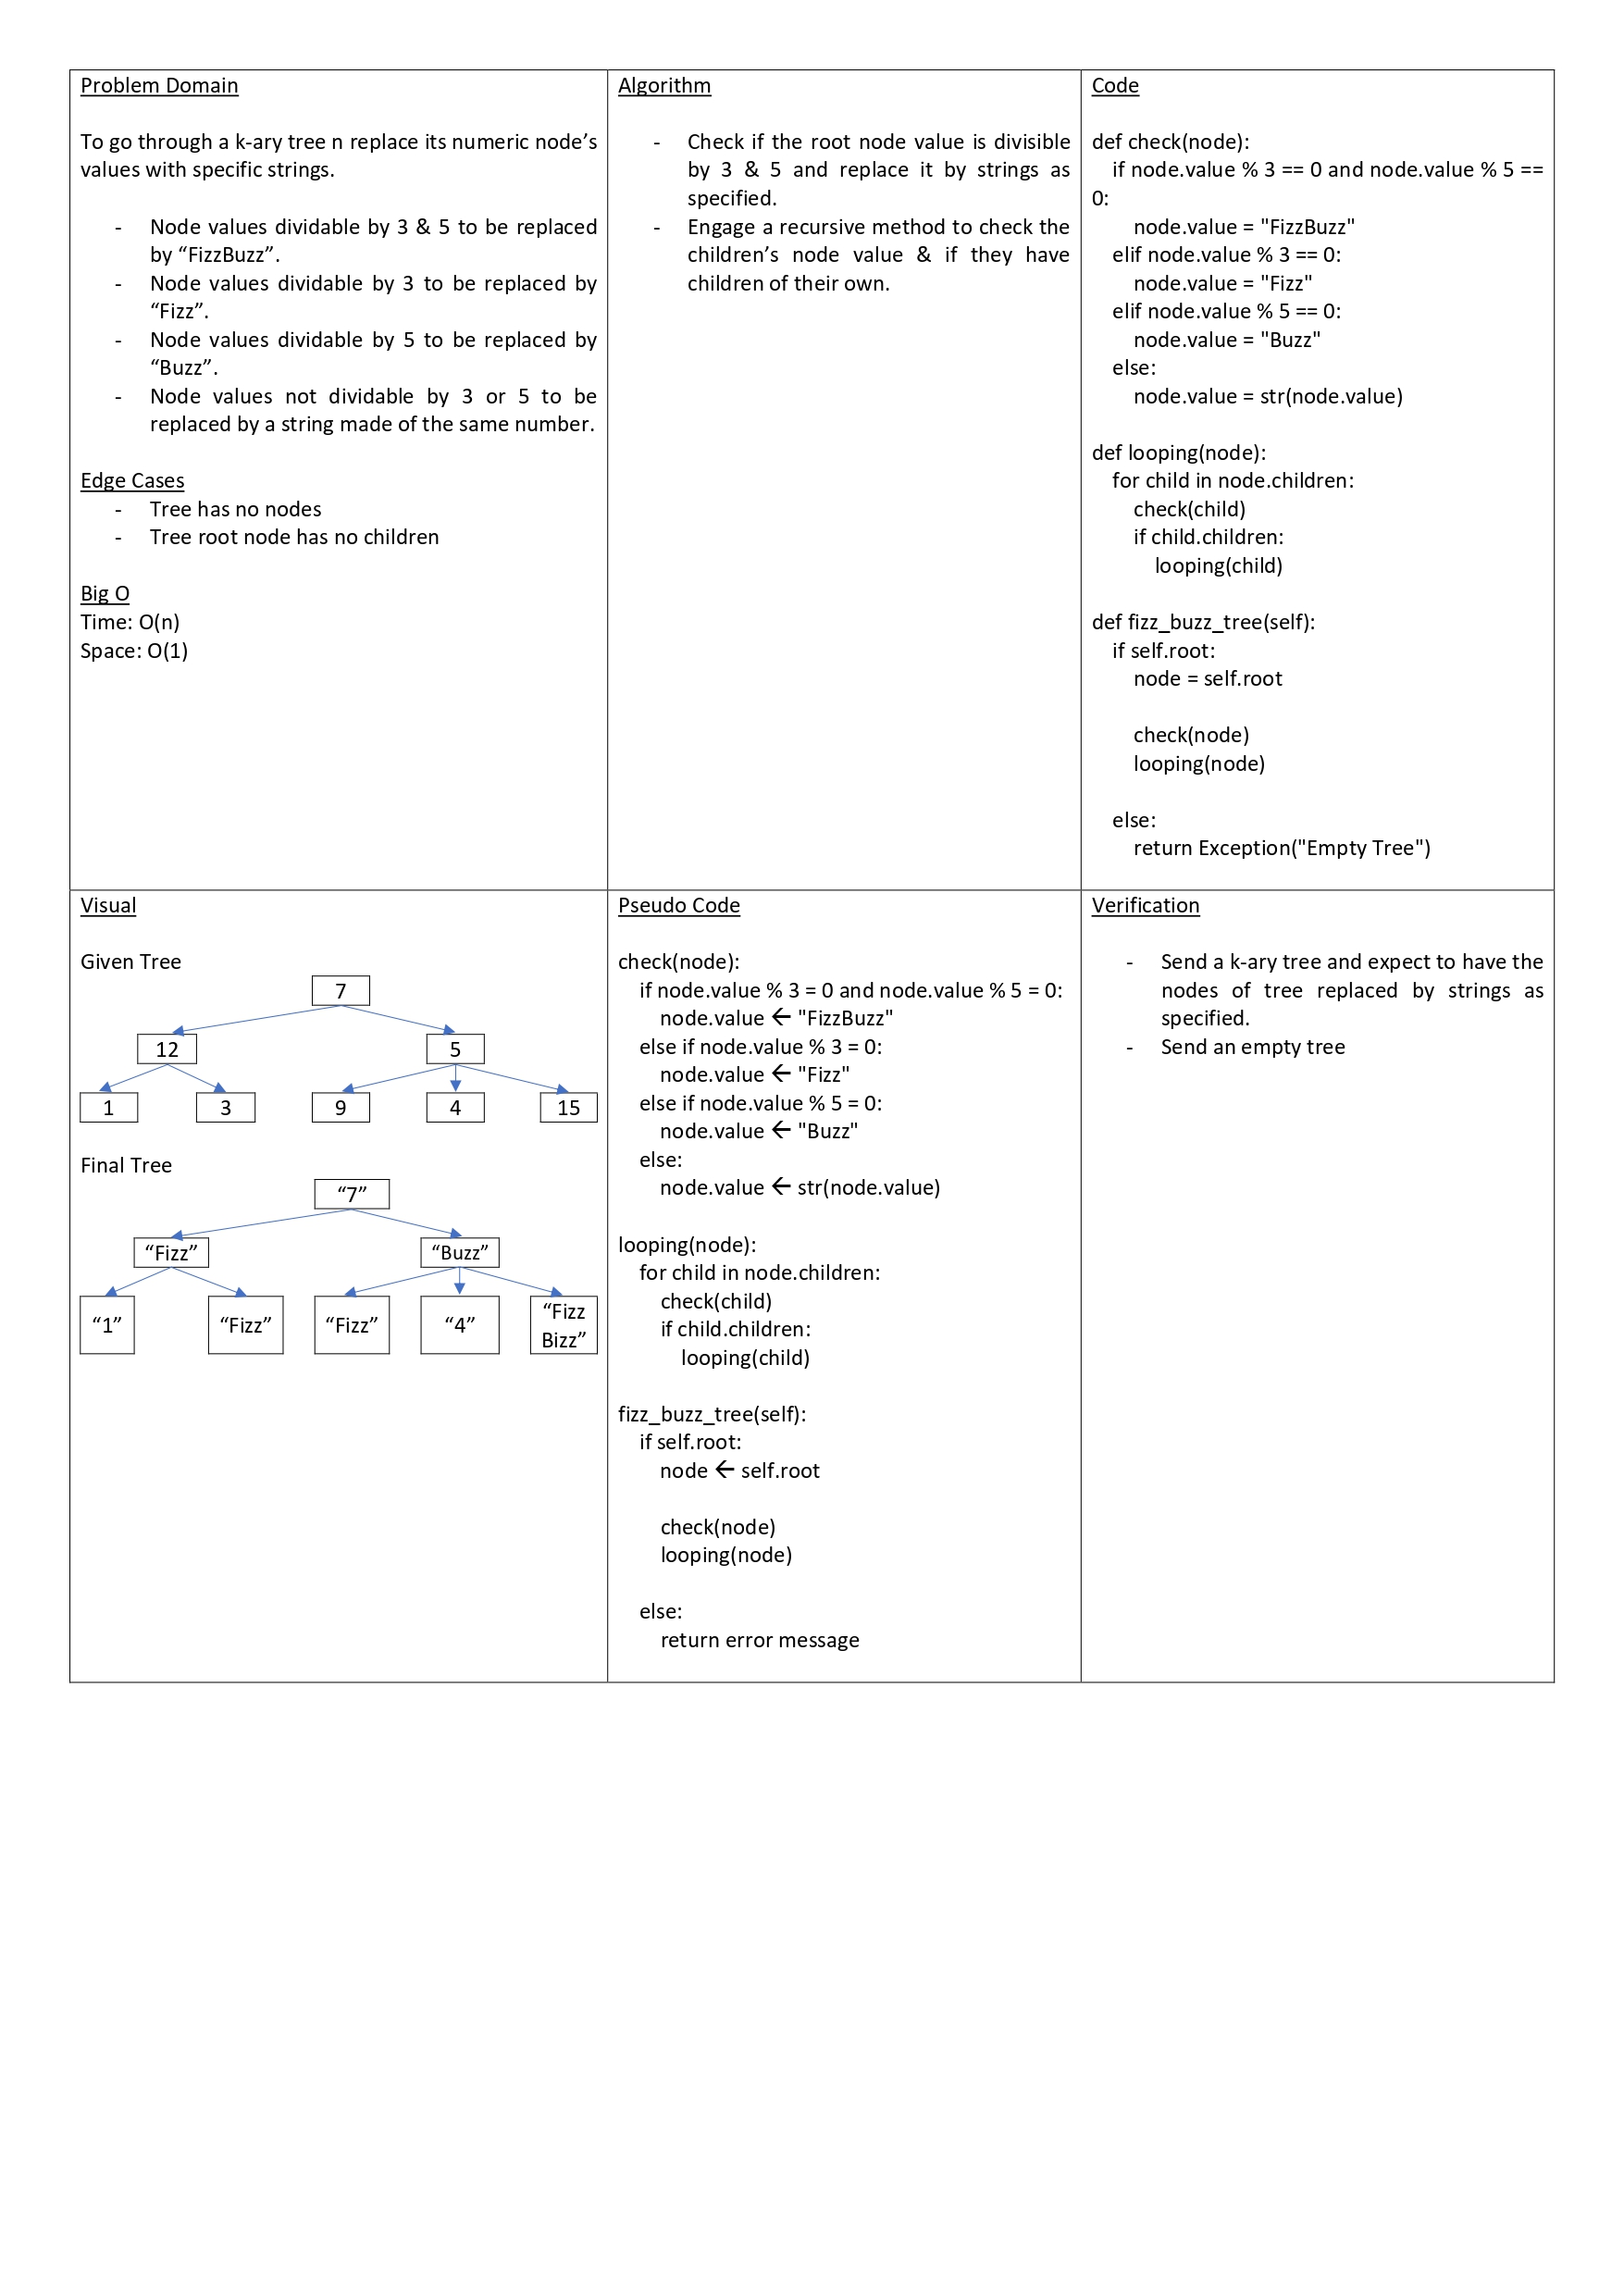 Problem Domain
To go through a k-ary tree n replace its numeric node’s
values with specific strings.
- Node values dividable by 3 & 5 to be replaced
by “FizzBuzz”.
- Node values dividable by 3 to be replaced by
“Fizz”.
- Node values dividable by 5 to be replaced by
“Buzz”.
- Node values not dividable by 3 or 5 to be
replaced by a string made of the same number.
Edge Cases
- Tree has no nodes
- Tree root node has no children
Big O
Time: O(n)
Space: O(1)
Algorithm
- Check if the root node value is divisible
by 3 & 5 and replace it by strings as
specified.
- Engage a recursive method to check the
children’s node value & if they have
children of their own.
Code
def check(node):
if node.value % 3 == 0 and node.value % 5 ==
0:
node.value = "FizzBuzz"
elif node.value % 3 == 0:
node.value = "Fizz"
elif node.value % 5 == 0:
node.value = "Buzz"
else:
node.value = str(node.value)
def looping(node):
for child in node.children:
check(child)
if child.children:
looping(child)
def fizz_buzz_tree(self):
if self.root:
node = self.root
check(node)
looping(node)
else:
return Exception("Empty Tree")
Visual
Given Tree
7
12 5
1 3 9 4 15
Final Tree
“7”
“Fizz” “Buzz”
“1” “Fizz” “Fizz” “4” “Fizz
Bizz”
Pseudo Code
check(node):
if node.value % 3 = 0 and node.value % 5 = 0:
node.value 🡨 "FizzBuzz"
else if node.value % 3 = 0:
node.value 🡨 "Fizz"
else if node.value % 5 = 0:
node.value 🡨 "Buzz"
else:
node.value 🡨 str(node.value)
looping(node):
for child in node.children:
check(child)
if child.children:
looping(child)
fizz_buzz_tree(self):
if self.root:
node 🡨 self.root
check(node)
looping(node)
else:
return error message
Verification
- Send a k-ary tree and expect to have the
nodes of tree replaced by strings as
specified.
- Send an empty tree